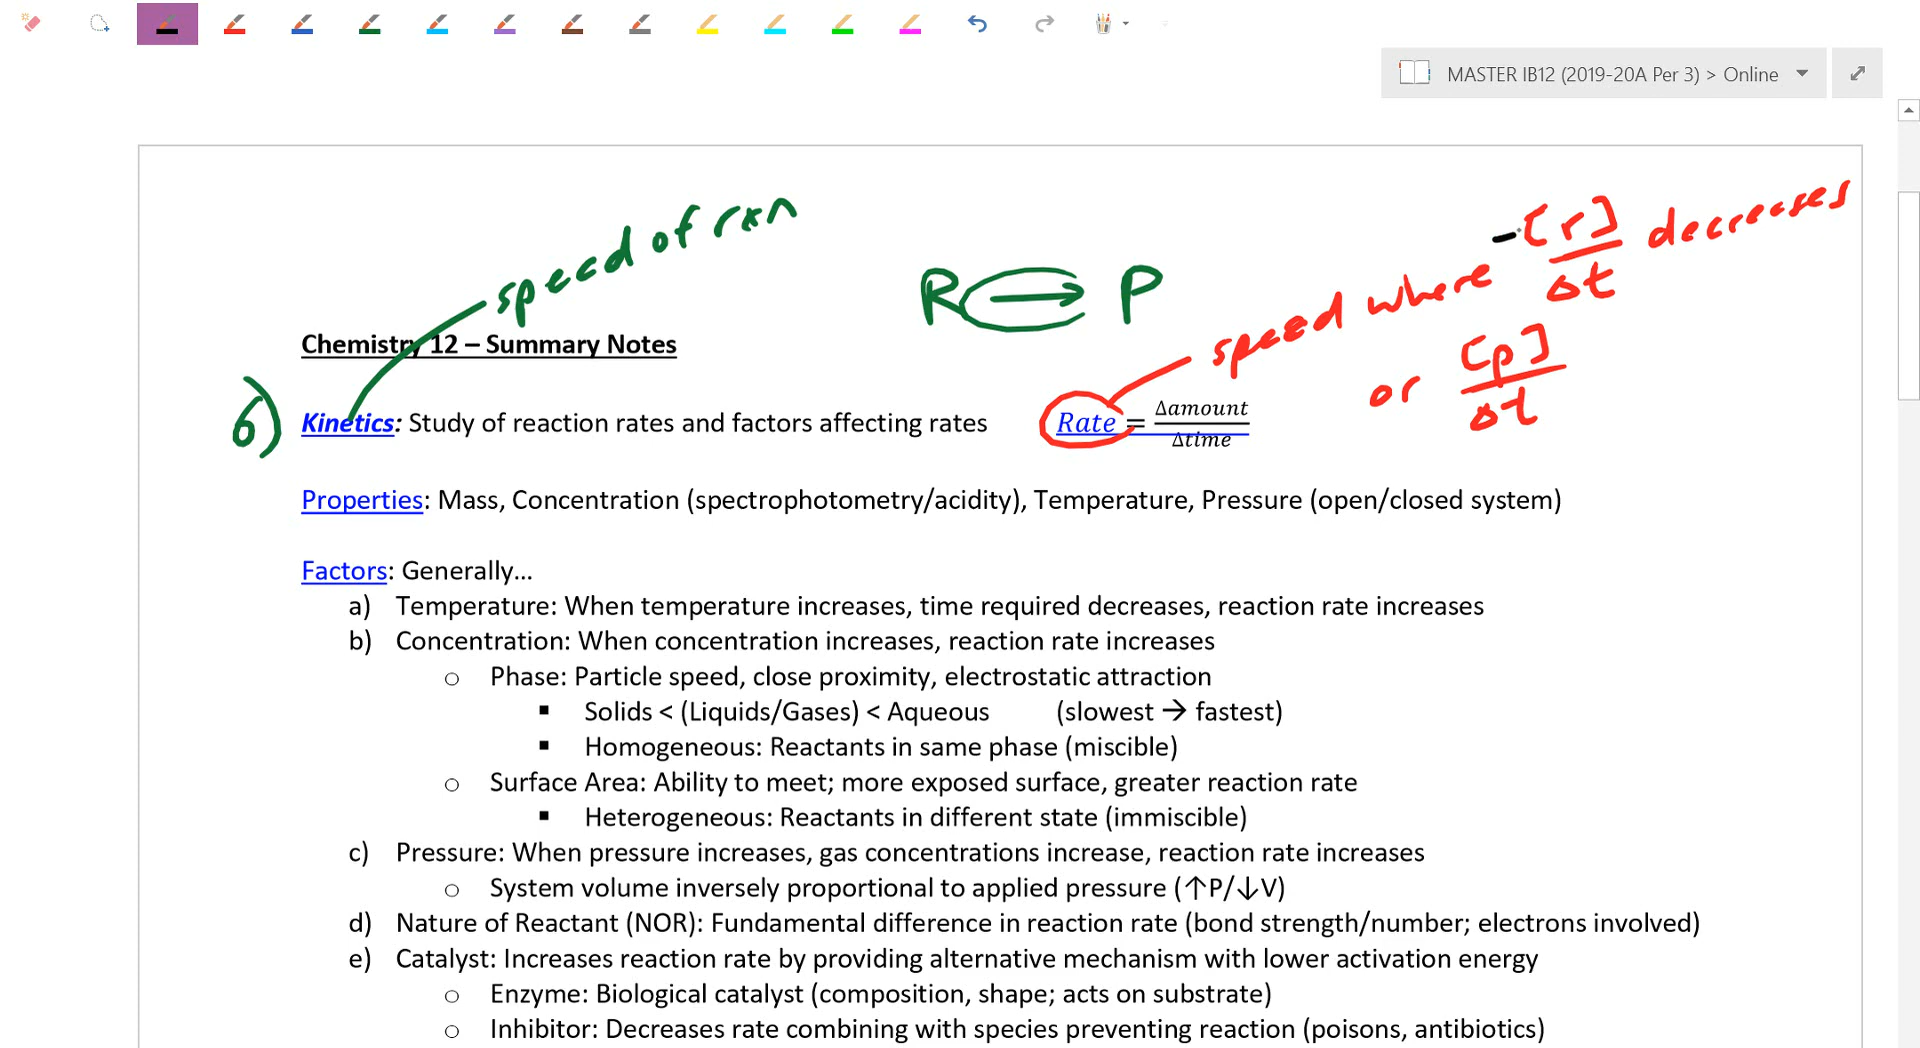 MASTER IB12 (2019-20A Per 3) > Online
speed of rxn
R → P
speed where -[r]/Δt decreases
or [p]/Δt
Chemistry 12 – Summary Notes
6) Kinetics: Study of reaction rates and factors affecting rates Rate = Δamount/Δtime
Properties: Mass, Concentration (spectrophotometry/acidity), Temperature, Pressure (open/closed system)
Factors: Generally...
a) Temperature: When temperature increases, time required decreases, reaction rate increases
b) Concentration: When concentration increases, reaction rate increases
o Phase: Particle speed, close proximity, electrostatic attraction
▪ Solids < (Liquids/Gases) < Aqueous (slowest → fastest)
▪ Homogeneous: Reactants in same phase (miscible)
o Surface Area: Ability to meet; more exposed surface, greater reaction rate
▪ Heterogeneous: Reactants in different state (immiscible)
c) Pressure: When pressure increases, gas concentrations increase, reaction rate increases
o System volume inversely proportional to applied pressure (↑P/↓V)
d) Nature of Reactant (NOR): Fundamental difference in reaction rate (bond strength/number; electrons involved)
e) Catalyst: Increases reaction rate by providing alternative mechanism with lower activation energy
o Enzyme: Biological catalyst (composition, shape; acts on substrate)
o Inhibitor: Decreases rate combining with species preventing reaction (poisons, antibiotics)